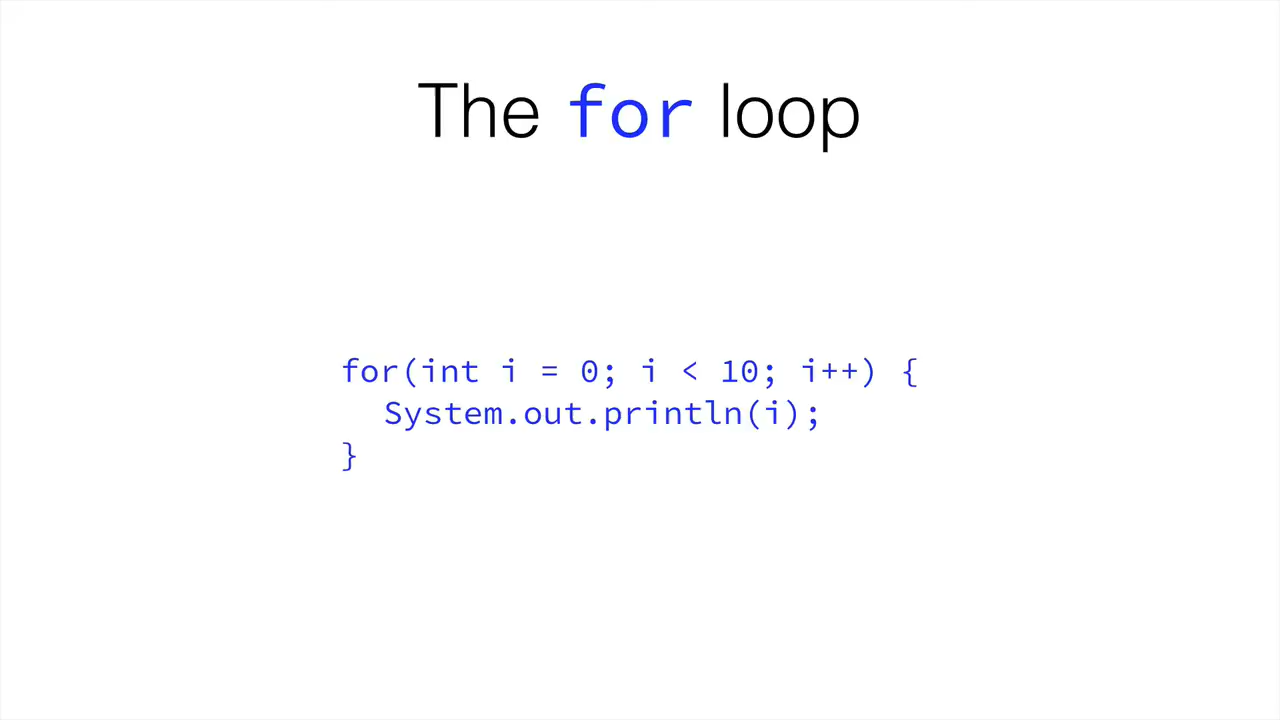 The for loop
for(int i = 0; i < 10; i++) {
  System.out.println(i);
}